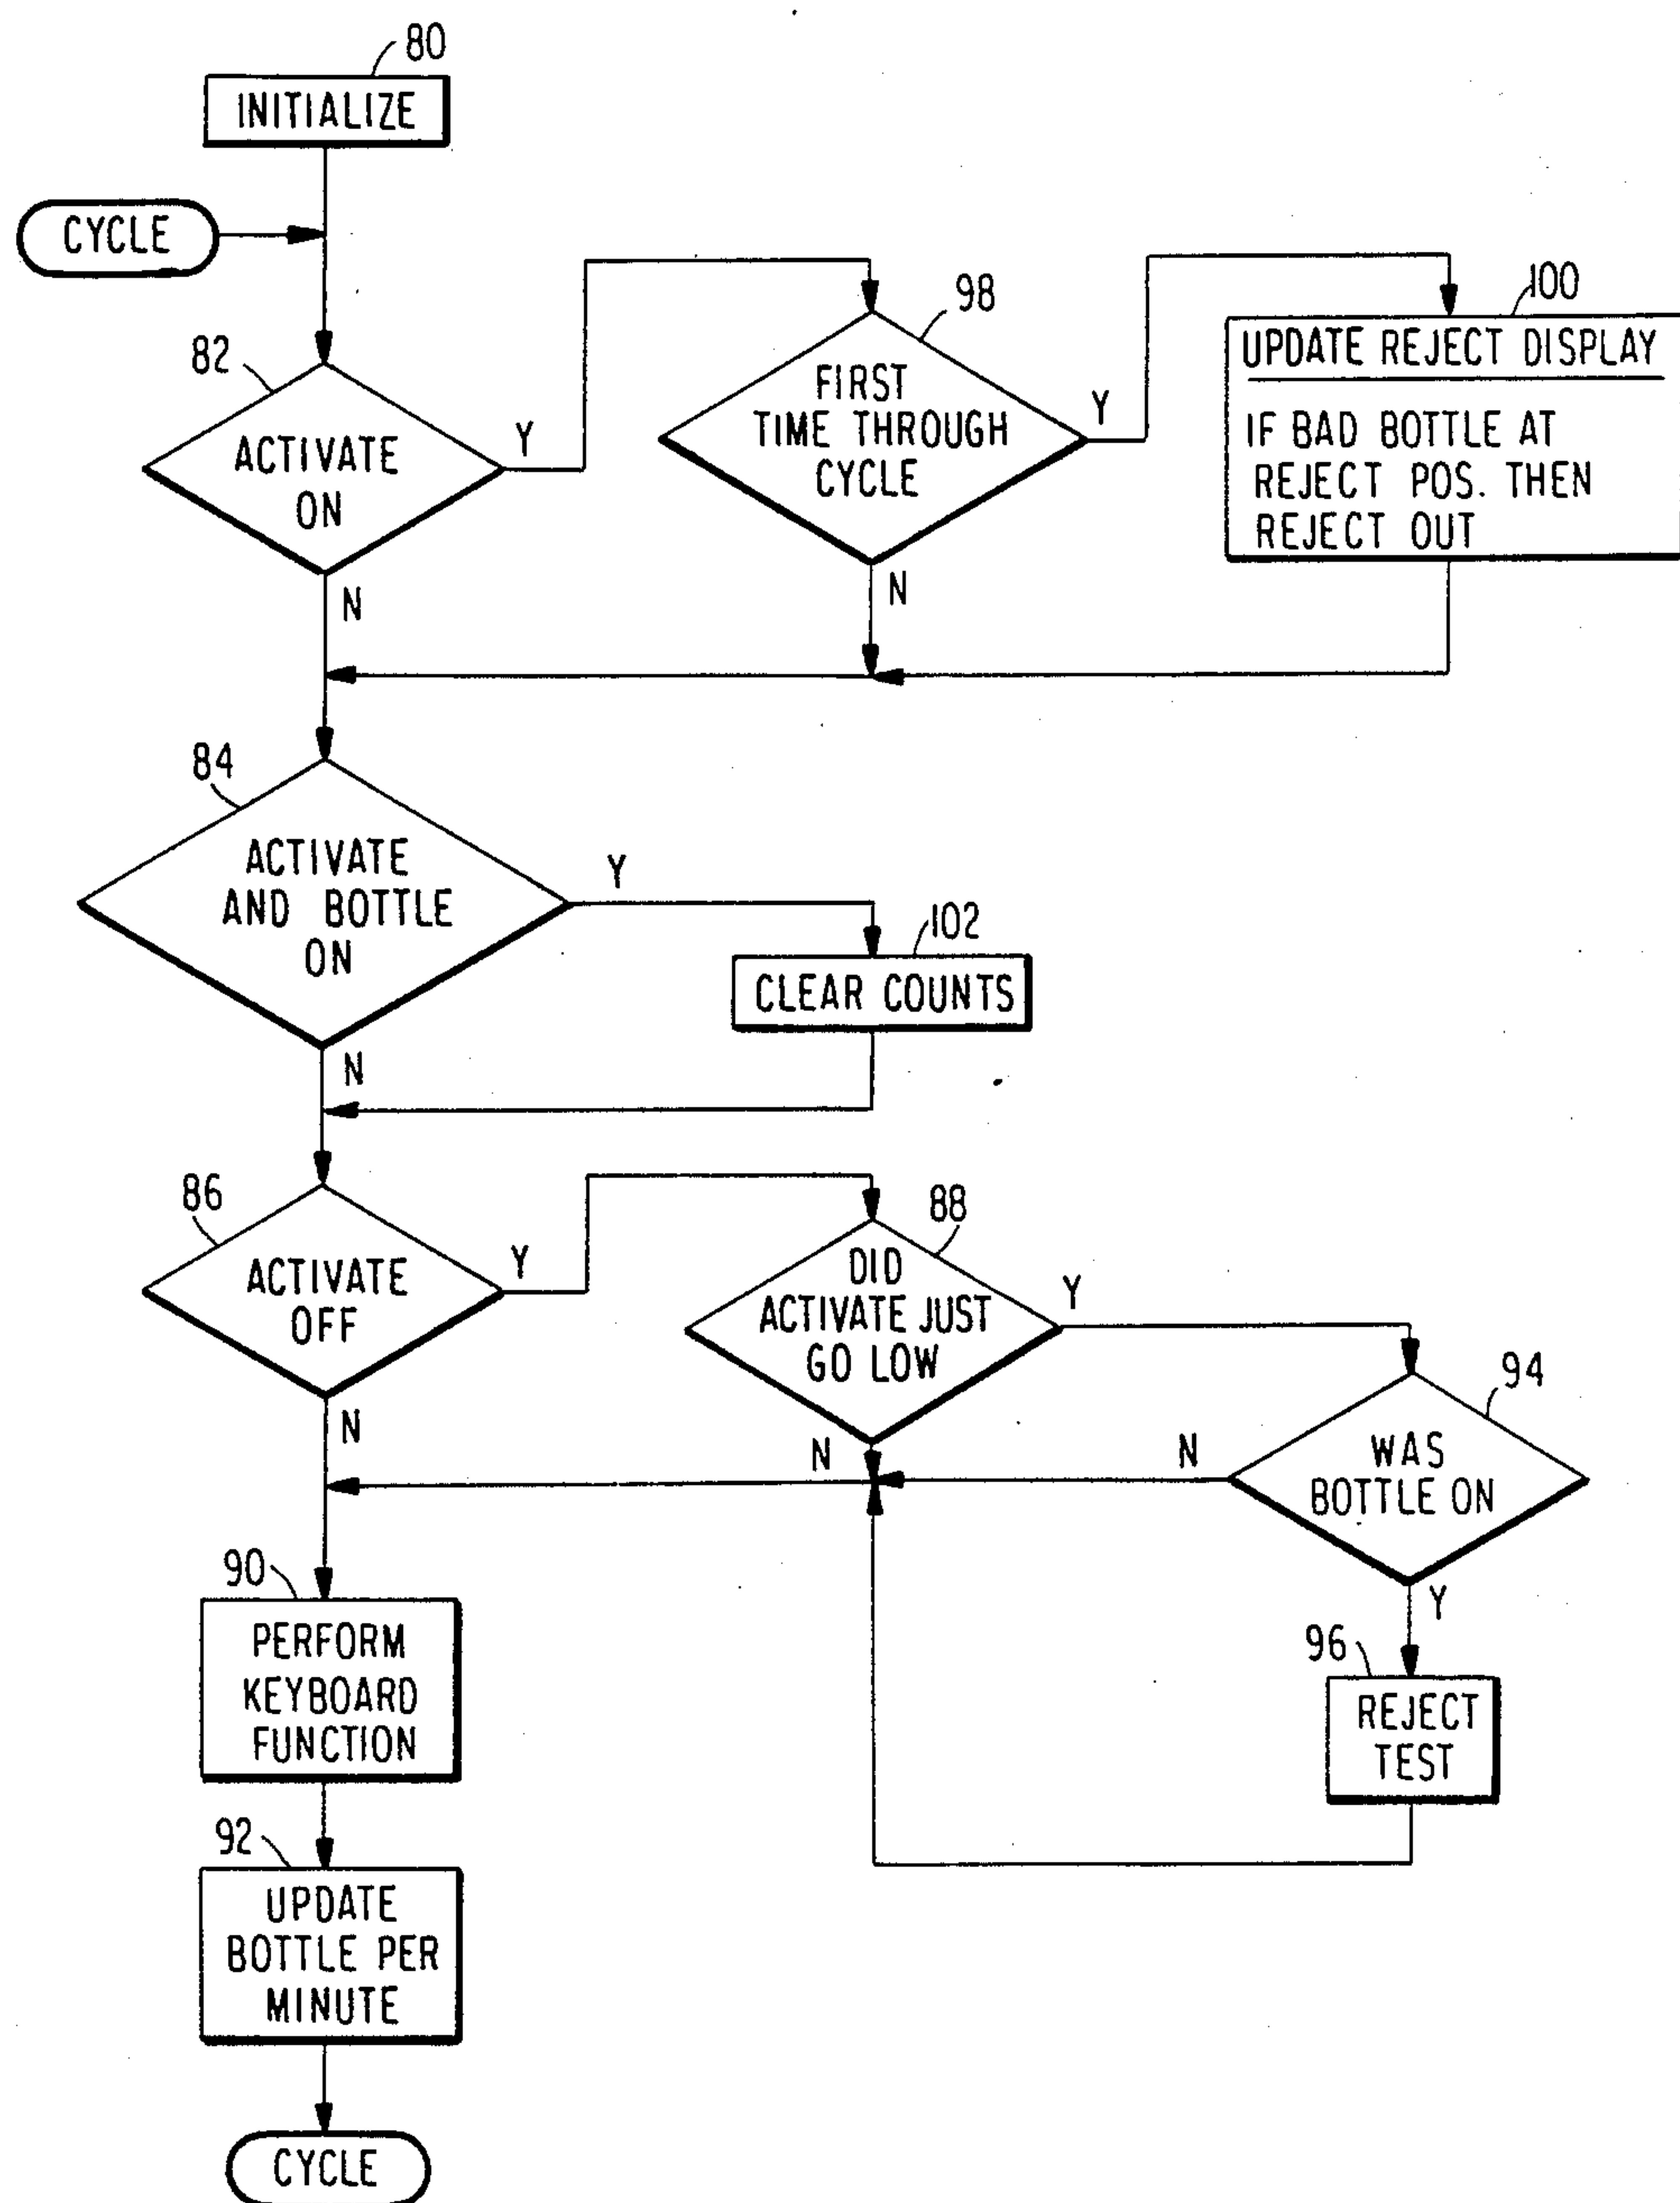 80
INITIALIZE
CYCLE
82
ACTIVATE
ON
Y
N
98
FIRST
TIME THROUGH
CYCLE
Y
N
100
UPDATE REJECT DISPLAY
IF BAD BOTTLE AT
REJECT POS. THEN
REJECT OUT
84
ACTIVATE
AND BOTTLE
ON
Y
N
102
CLEAR COUNTS
86
ACTIVATE
OFF
Y
N
88
DID
ACTIVATE JUST
GO LOW
Y
N
94
WAS
BOTTLE ON
N
Y
96
REJECT
TEST
90
PERFORM
KEYBOARD
FUNCTION
92
UPDATE
BOTTLE PER
MINUTE
CYCLE